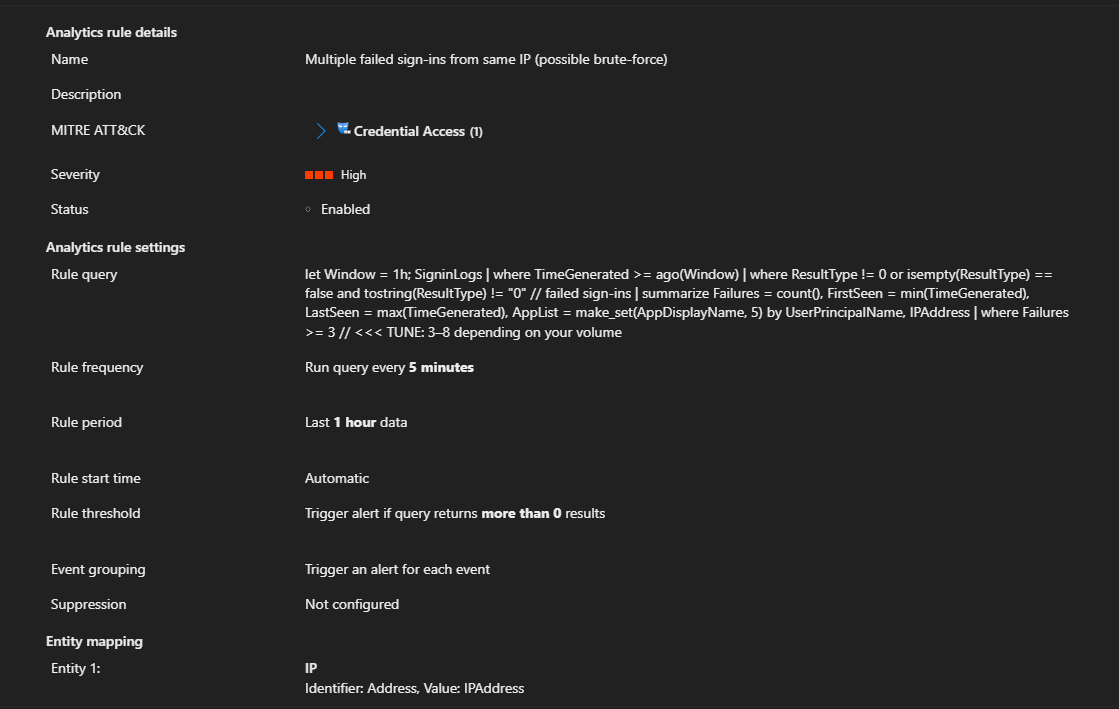 Analytics rule details
Name Multiple failed sign-ins from same IP (possible brute-force)
Description
MITRE ATT&CK Credential Access (1)
Severity High
Status Enabled
Analytics rule settings
Rule query let Window = 1h; SigninLogs | where TimeGenerated >= ago(Window) | where ResultType != 0 or isempty(ResultType) ==
false and tostring(ResultType) != "0" // failed sign-ins | summarize Failures = count(), FirstSeen = min(TimeGenerated),
LastSeen = max(TimeGenerated), AppList = make_set(AppDisplayName, 5) by UserPrincipalName, IPAddress | where Failures
>= 3 // <<< TUNE: 3–8 depending on your volume
Rule frequency Run query every 5 minutes
Rule period Last 1 hour data
Rule start time Automatic
Rule threshold Trigger alert if query returns more than 0 results
Event grouping Trigger an alert for each event
Suppression Not configured
Entity mapping
Entity 1: IP
Identifier: Address, Value: IPAddress